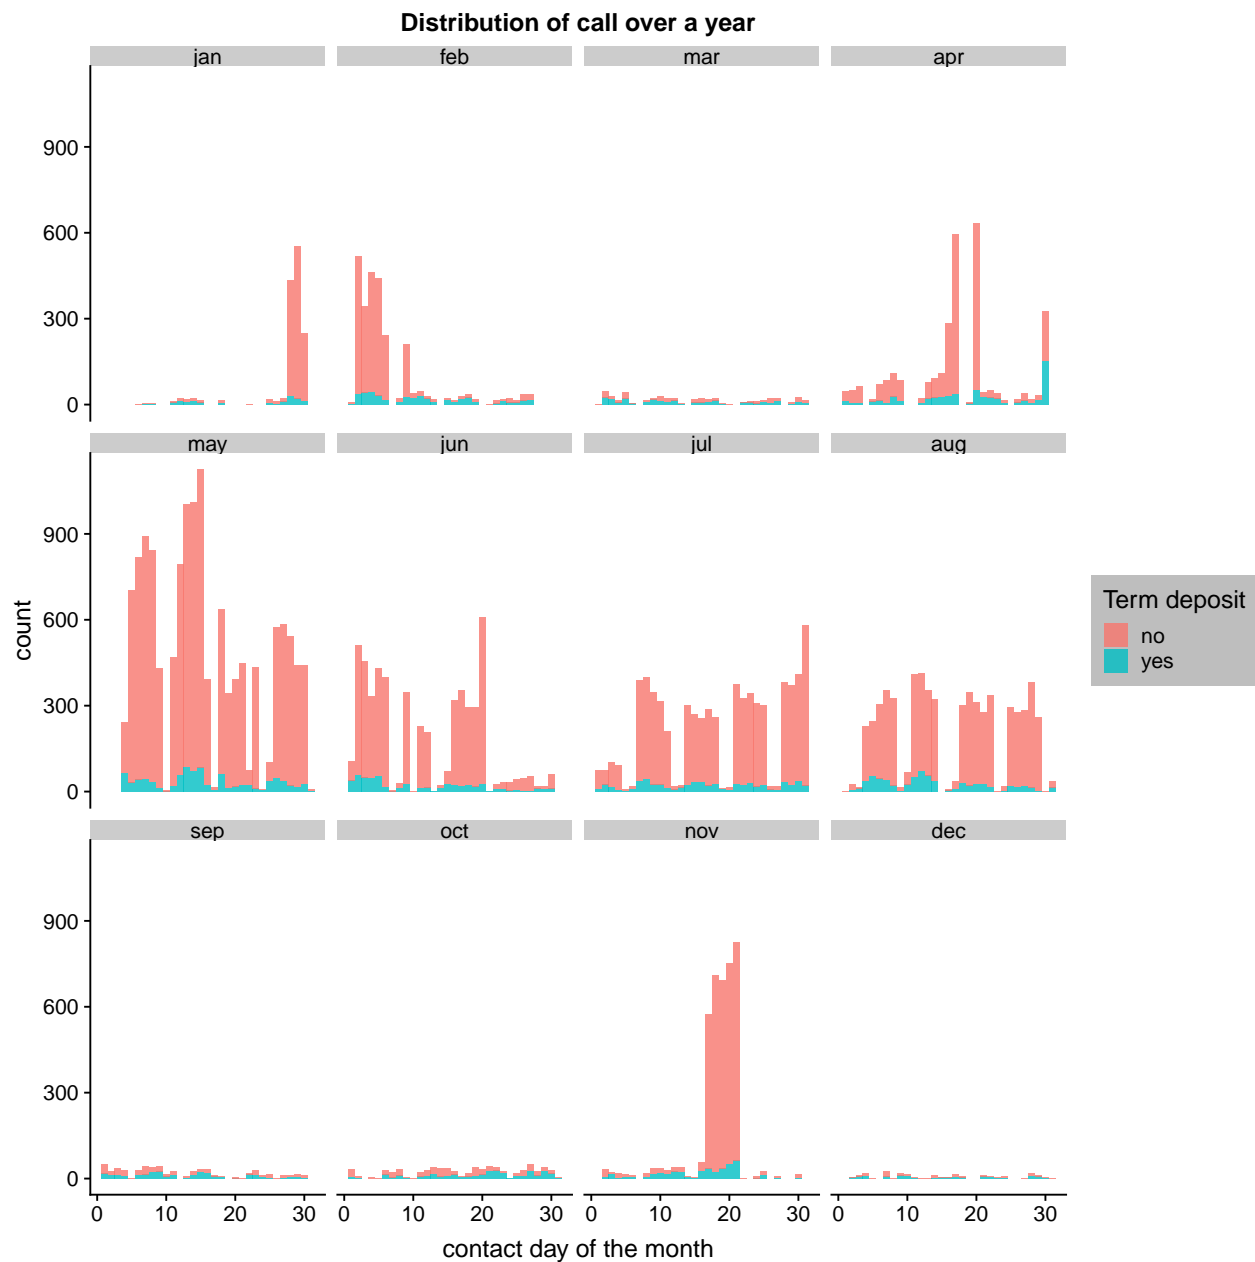 Distribution of call over a year
jan feb mar apr
900
600
300
0
may jun jul aug
900
600
300
0
count
Term deposit
no
yes
sep oct nov dec
900
600
300
0
0 10 20 30 0 10 20 30 0 10 20 30 0 10 20 30
contact day of the month